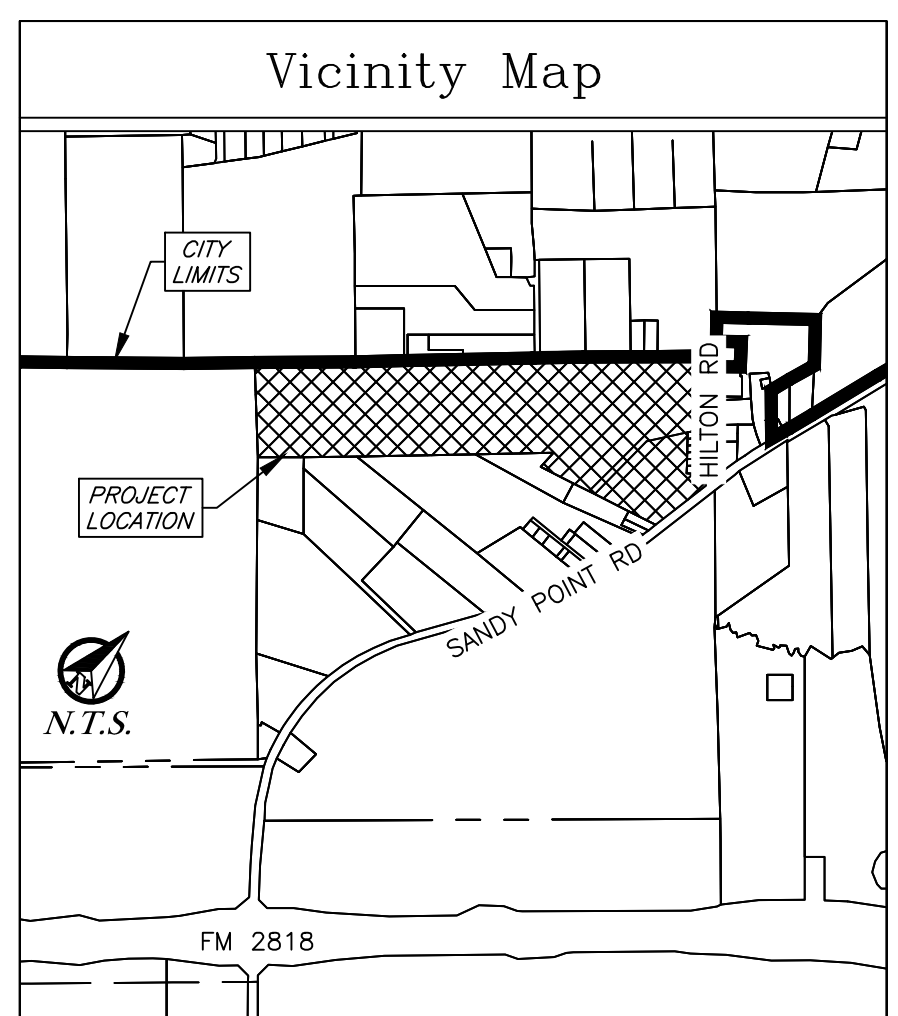 Vicinity Map
CITY
LIMITS
HILTON RD
PROJECT
LOCATION
SANDY POINT RD
N
N.T.S.
FM 2818